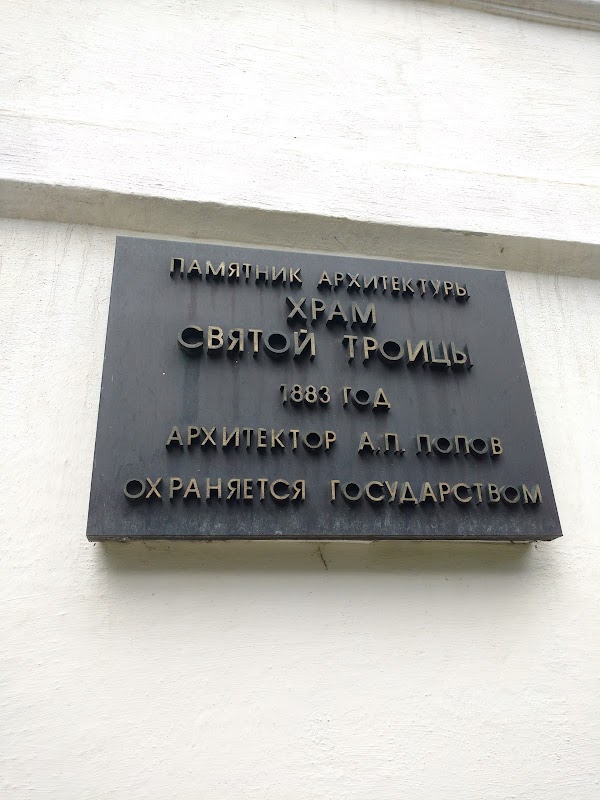 ПАМЯТНИК АРХИТЕКТУРЫ
ХРАМ
СВЯТОЙ ТРОИЦЫ
1883 ГОД
АРХИТЕКТОР А.П. ПОПОВ
ОХРАНЯЕТСЯ ГОСУДАРСТВОМ